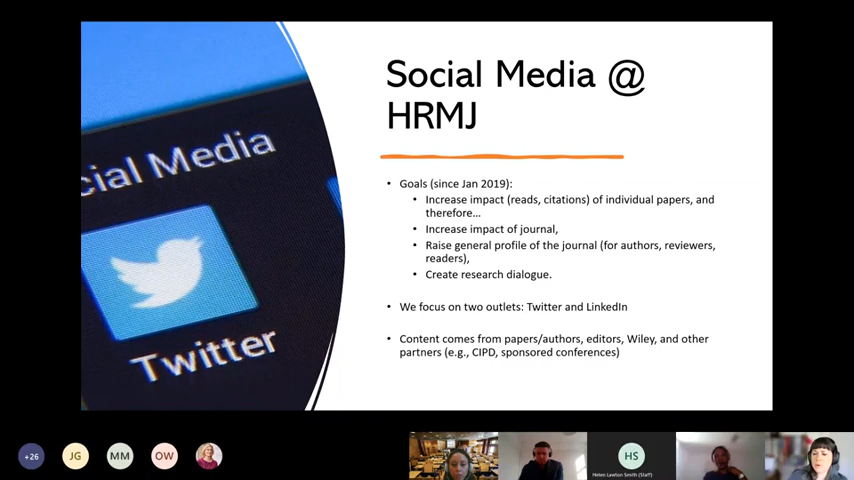 Social Media @
HRMJ
cial Media
Twitter
Goals (since Jan 2019):
Increase impact (reads, citations) of individual papers, and
therefore…
Increase impact of journal,
Raise general profile of the journal (for authors, reviewers,
readers),
Create research dialogue.
We focus on two outlets: Twitter and LinkedIn
Content comes from papers/authors, editors, Wiley, and other
partners (e.g., CIPD, sponsored conferences)
+26
JG
MM
OW
HS
Helen Lawton Smith (Staff)